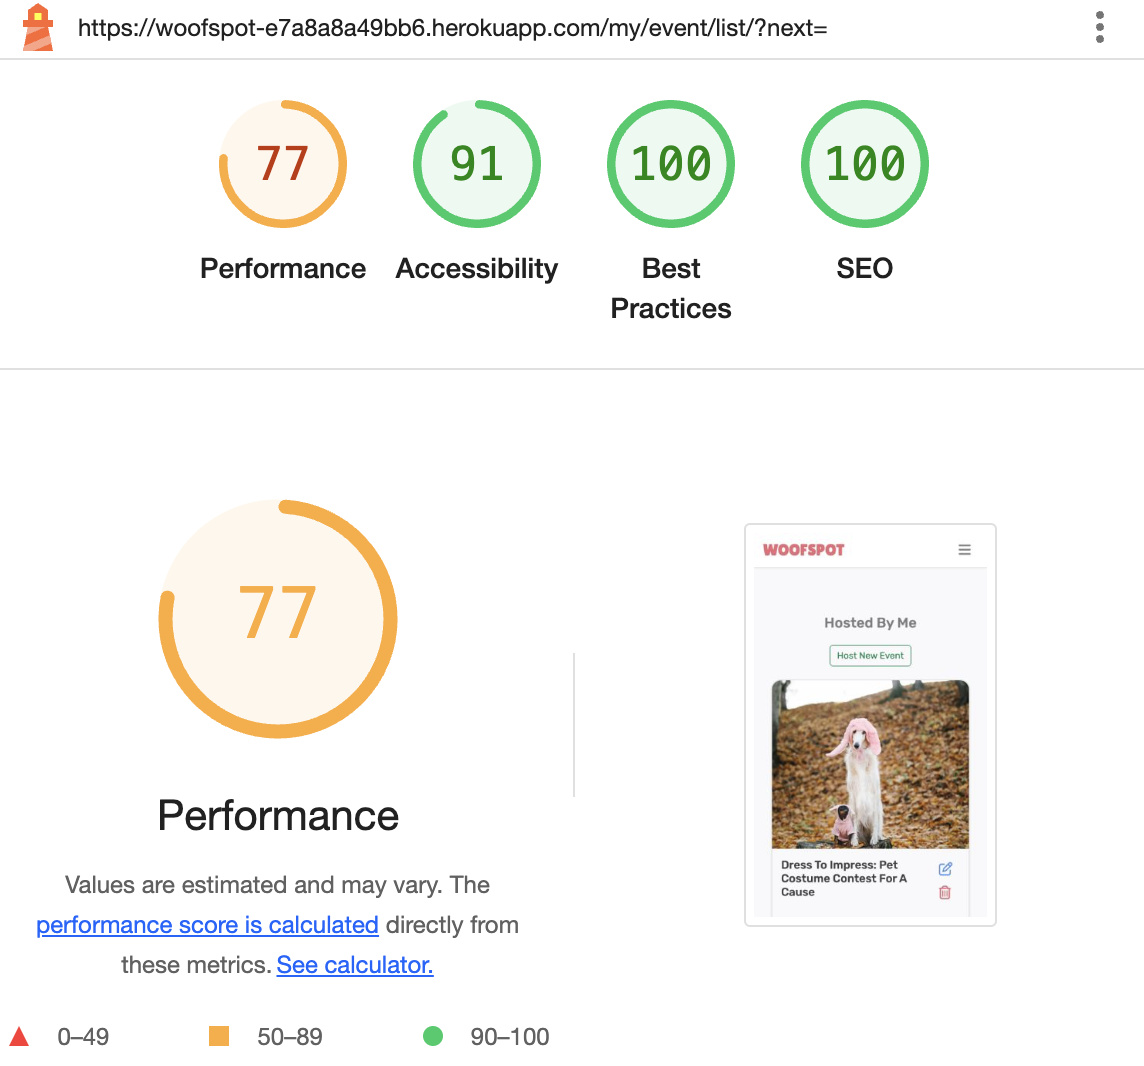 https://woofspot-e7a8a8a49bb6.herokuapp.com/my/event/list/?next=
77
91
100
100
Performance
Accessibility
Best
Practices
SEO
77
Performance
Values are estimated and may vary. The
performance score is calculated directly from
these metrics. See calculator.
0–49
50–89
90–100
WOOFSPOT
Hosted By Me
Host New Event
Dress To Impress: Pet
Costume Contest For A
Cause